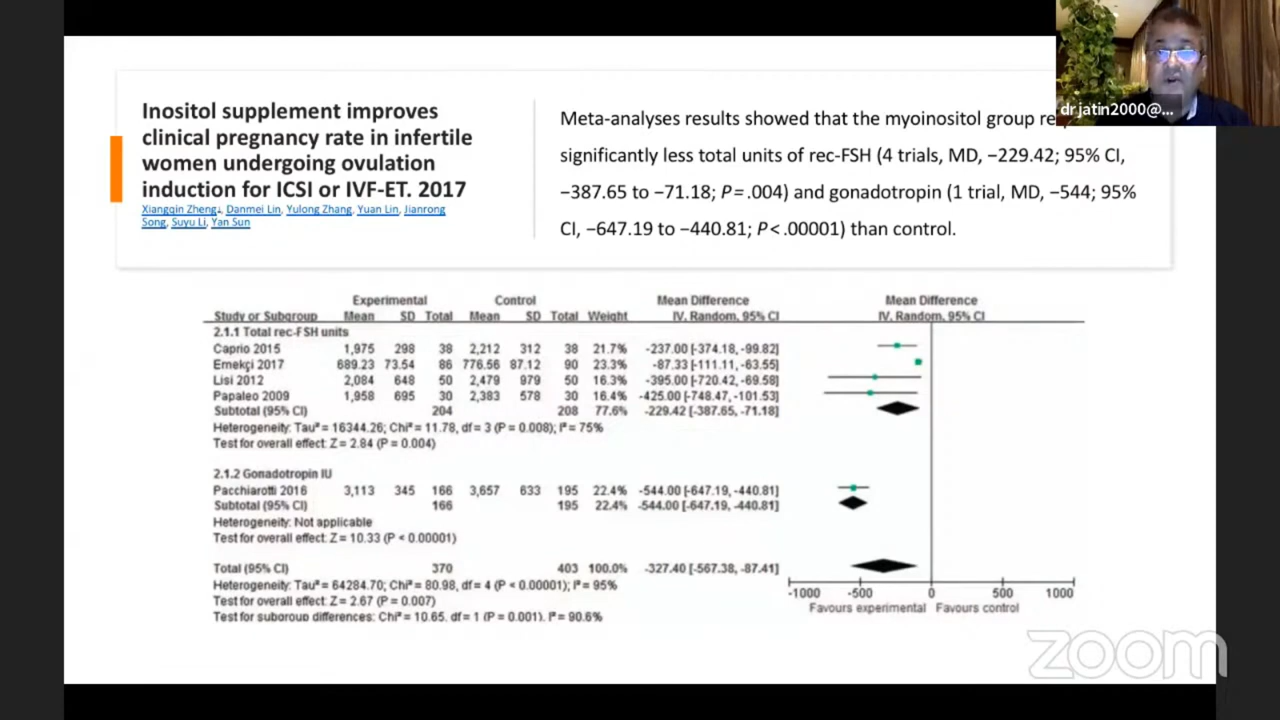 Inositol supplement improves
clinical pregnancy rate in infertile
women undergoing ovulation
induction for ICSI or IVF-ET. 2017
Xiangqin Zheng, Danmei Lin, Yulong Zhang, Yuan Lin, Jianrong
Song, Suyu Li, Yan Sun
Meta-analyses results showed that the myoinositol group
significantly less total units of rec-FSH (4 trials, MD, −229.42; 95% CI,
−387.65 to −71.18; P = .004) and gonadotropin (1 trial, MD, −544; 95%
CI, −647.19 to −440.81; P < .00001) than control.
drjatin2000@...
Experimental Control Mean Difference Mean Difference
Study or Subgroup Mean SD Total Mean SD Total Weight IV, Random, 95% CI IV, Random, 95% CI
2.1.1 Total rec-FSH units
Caprio 2015 1,975 298 38 2,212 312 38 21.7% -237.00 [-374.18, -99.82]
Emekçi 2017 689.23 73.54 86 776.56 87.12 90 23.3% -87.33 [-111.11, -63.55]
Lisi 2012 2,084 648 50 2,479 979 50 16.3% -395.00 [-720.42, -69.58]
Papaleo 2009 1,958 695 30 2,383 578 30 16.4% -425.00 [-748.47, -101.53]
Subtotal (95% CI) 204 208 77.6% -229.42 [-387.65, -71.18]
Heterogeneity: Tau² = 16344.26; Chi² = 11.78, df = 3 (P = 0.008); I² = 75%
Test for overall effect: Z = 2.84 (P = 0.004)
2.1.2 Gonadotropin IU
Pacchiarotti 2016 3,113 345 166 3,657 633 195 22.4% -544.00 [-647.19, -440.81]
Subtotal (95% CI) 166 195 22.4% -544.00 [-647.19, -440.81]
Heterogeneity: Not applicable
Test for overall effect: Z = 10.33 (P < 0.00001)
Total (95% CI) 370 403 100.0% -327.40 [-567.38, -87.41]
Heterogeneity: Tau² = 64284.70; Chi² = 80.98, df = 4 (P < 0.00001); I² = 95%
Test for overall effect: Z = 2.67 (P = 0.007)
Test for subgroup differences: Chi² = 10.65, df = 1 (P = 0.001), I² = 90.6%
-1000 -500 0 500 1000
Favours experimental Favours control
zoom